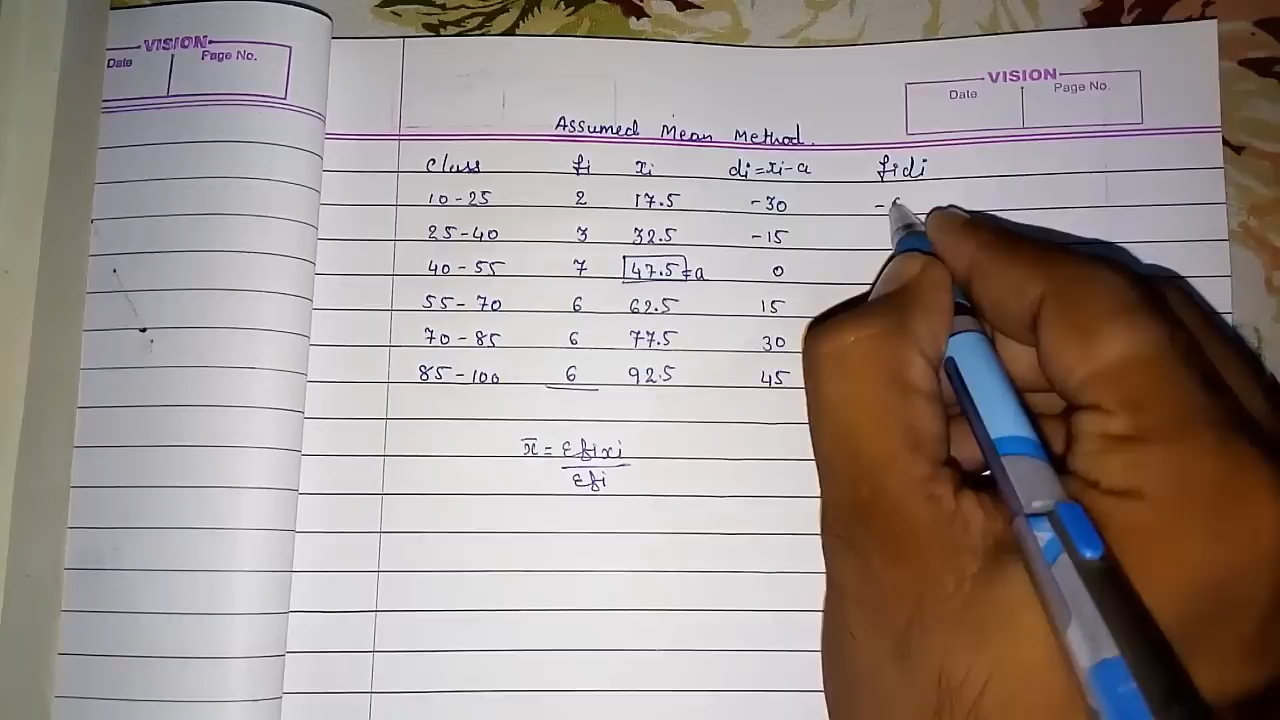 VISION
Date Page No.
VISION
Date Page No.
Assumed Mean Method.
Class fi xi di=xi-a fidi
10-25 2 17.5 -30
25-40 3 32.5 -15
40-55 7 47.5=a 0
55-70 6 62.5 15
70-85 6 77.5 30
85-100 6 92.5 45
x̄ = Σfixi
Σfi